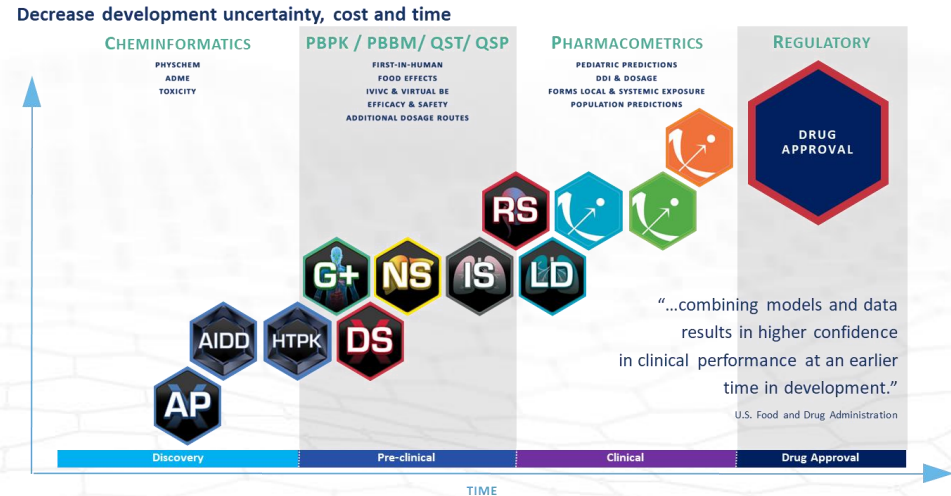 Decrease development uncertainty, cost and time
CHEMINFORMATICS
PHYSCHEM
ADME
TOXICITY
PBPK / PBBM/ QST/ QSP
FIRST-IN-HUMAN
FOOD EFFECTS
IVIVC & VIRTUAL BE
EFFICACY & SAFETY
ADDITIONAL DOSAGE ROUTES
PHARMACOMETRICS
PEDIATRIC PREDICTIONS
DDI & DOSAGE
FORMS LOCAL & SYSTEMIC EXPOSURE
POPULATION PREDICTIONS
REGULATORY
DRUG
APPROVAL
RS
G+
NS
IS
LD
AIDD
HTPK
DS
AP
“…combining models and data
results in higher confidence
in clinical performance at an earlier
time in development.”
U.S. Food and Drug Administration
Discovery
Pre-clinical
Clinical
Drug Approval
TIME